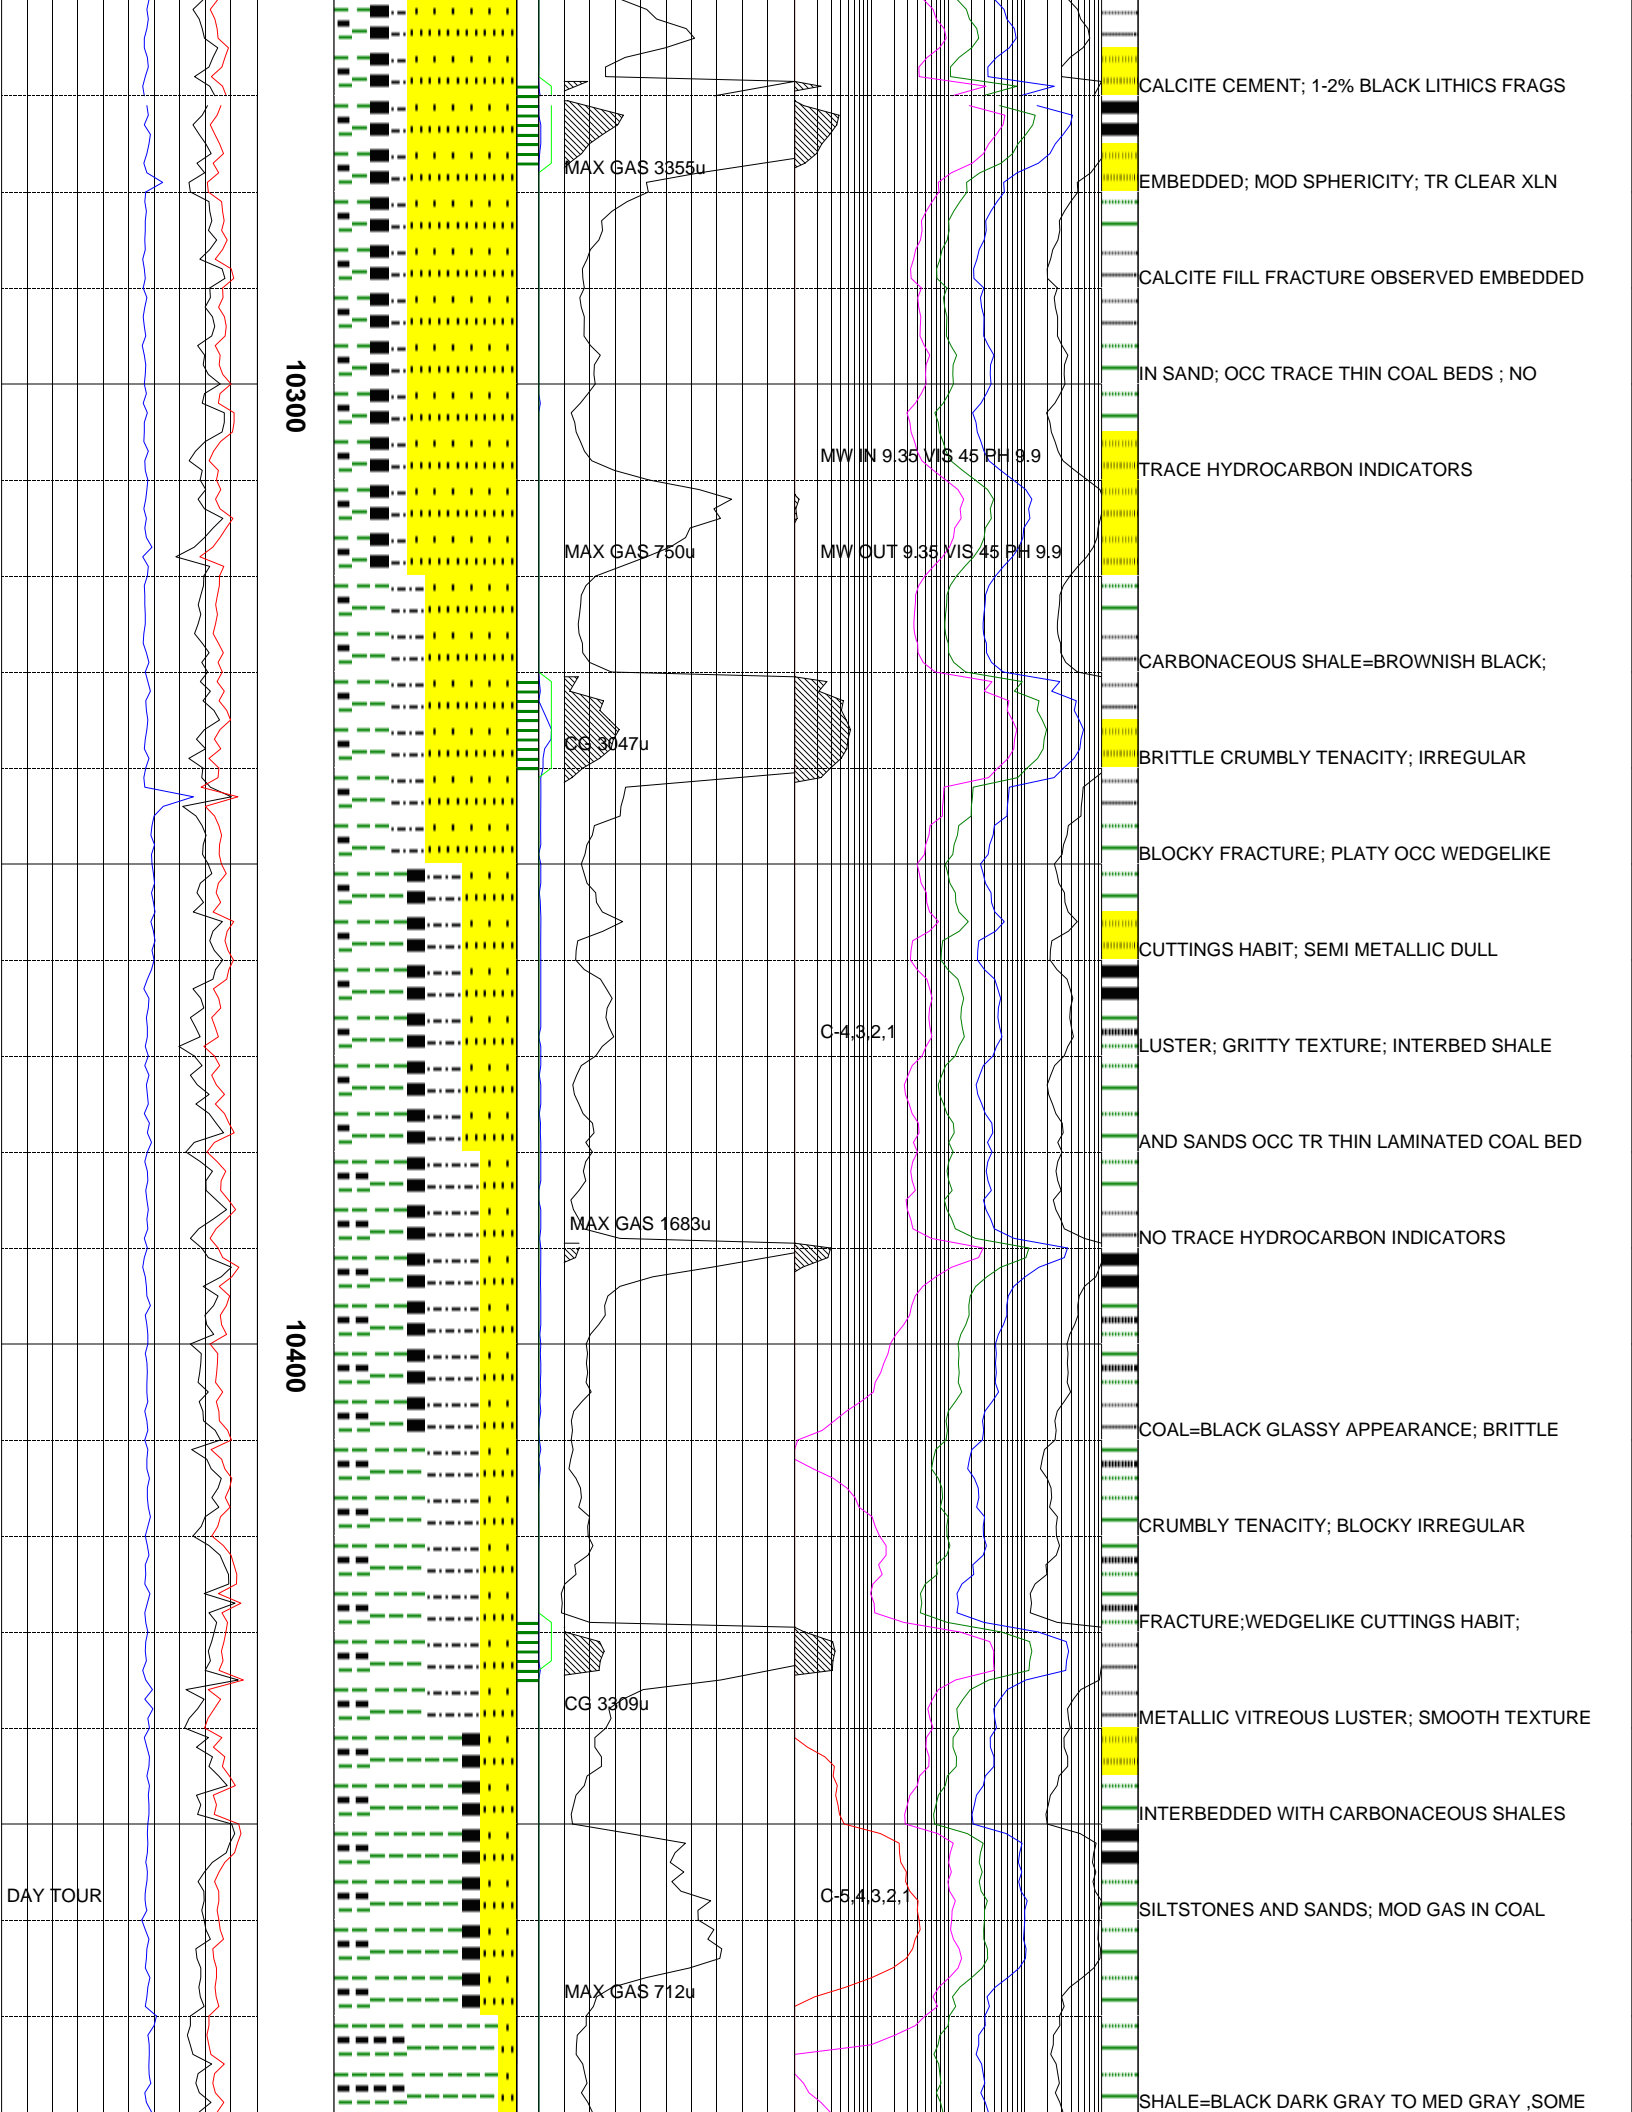 CALCITE CEMENT; 1-2% BLACK LITHICS FRAGS
MAX GAS 3355u
EMBEDDED; MOD SPHERICITY; TR CLEAR XLN
CALCITE FILL FRACTURE OBSERVED EMBEDDED
10300
IN SAND; OCC TRACE THIN COAL BEDS ; NO
MW IN 9.35 VIS 45 PH 9.9
TRACE HYDROCARBON INDICATORS
MAX GAS 750u
MW OUT 9.35 VIS 45 PH 9.9
CARBONACEOUS SHALE=BROWNISH BLACK;
CG 3047u
BRITTLE CRUMBLY TENACITY; IRREGULAR
BLOCKY FRACTURE; PLATY OCC WEDGELIKE
CUTTINGS HABIT; SEMI METALLIC DULL
C-4,3,2,1
LUSTER; GRITTY TEXTURE; INTERBED SHALE
AND SANDS OCC TR THIN LAMINATED COAL BED
MAX GAS 1683u
NO TRACE HYDROCARBON INDICATORS
10400
COAL=BLACK GLASSY APPEARANCE; BRITTLE
CRUMBLY TENACITY; BLOCKY IRREGULAR
FRACTURE;WEDGELIKE CUTTINGS HABIT;
CG 3309u
METALLIC VITREOUS LUSTER; SMOOTH TEXTURE
INTERBEDDED WITH CARBONACEOUS SHALES
DAY TOUR
C-5,4,3,2,1
SILTSTONES AND SANDS; MOD GAS IN COAL
MAX GAS 712u
SHALE=BLACK DARK GRAY TO MED GRAY ,SOME